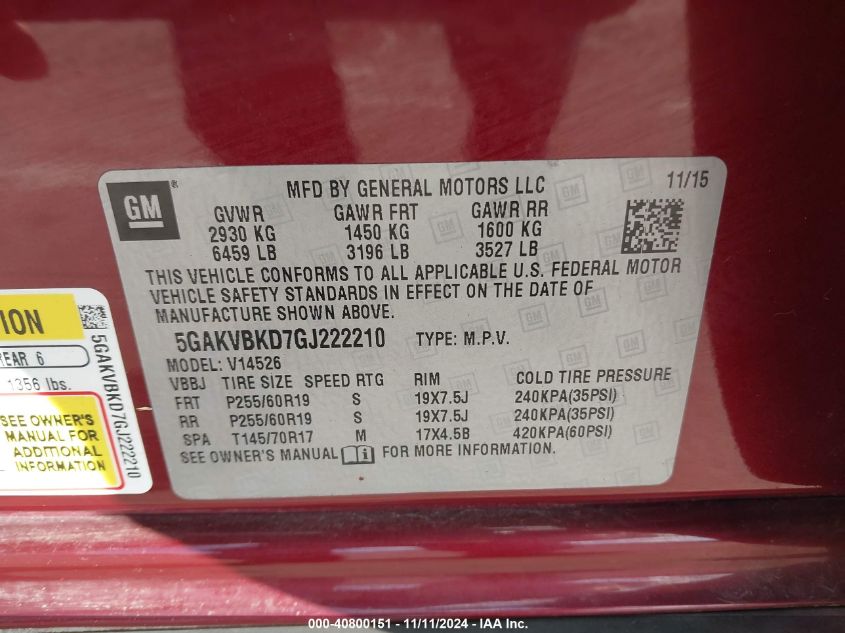 GM
MFD BY GENERAL MOTORS LLC
11/15
GVWR GAWR FRT GAWR RR
2930 KG 1450 KG 1600 KG
6459 LB 3196 LB 3527 LB
THIS VEHICLE CONFORMS TO ALL APPLICABLE U.S. FEDERAL MOTOR
VEHICLE SAFETY STANDARDS IN EFFECT ON THE DATE OF
MANUFACTURE SHOWN ABOVE.
5GAKVBKD7GJ222210 TYPE: M.P.V.
MODEL: V14526
VBBJ TIRE SIZE SPEED RTG RIM COLD TIRE PRESSURE
FRT P255/60R19 S 19X7.5J 240KPA(35PSI)
RR P255/60R19 S 19X7.5J 240KPA(35PSI)
SPA T145/70R17 M 17X4.5B 420KPA(60PSI)
SEE OWNER'S MANUAL FOR MORE INFORMATION.
REAR 6
1356 lbs.
SEE OWNER'S
MANUAL FOR
ADDITIONAL
INFORMATION
5GAKVBKD7GJ222210
000-40800151 - 11/11/2024 - IAA Inc.